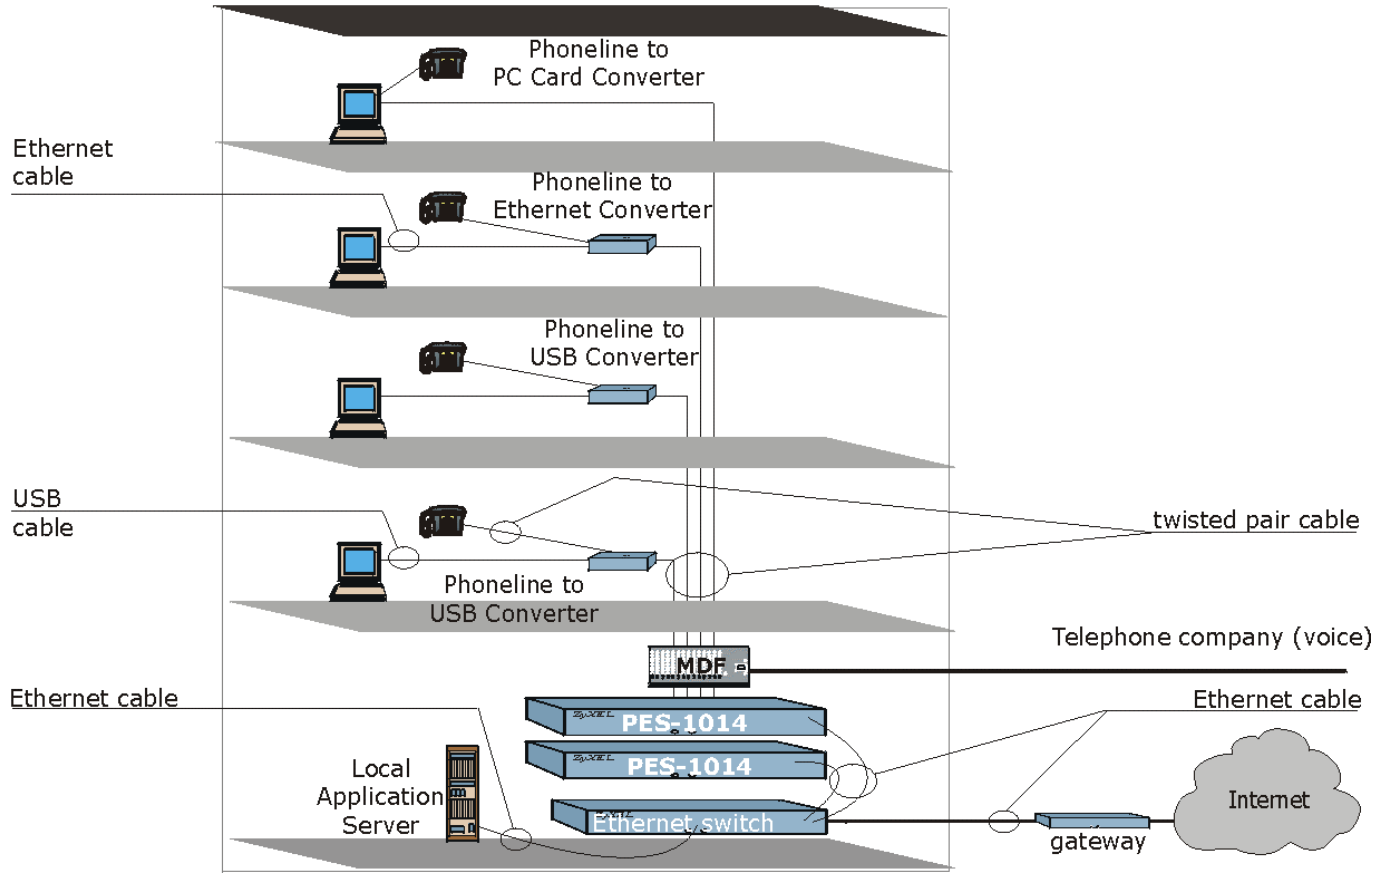 Phoneline to
PC Card Converter
Ethernet
cable
Phoneline to
Ethernet Converter
Phoneline to
USB Converter
USB
cable
twisted pair cable
Phoneline to
USB Converter
Telephone company (voice)
MDF
Ethernet cable
Ethernet cable
ZyXEL
PES-1014
ZyXEL
PES-1014
Local
Application
Server
Ethernet switch
Internet
gateway